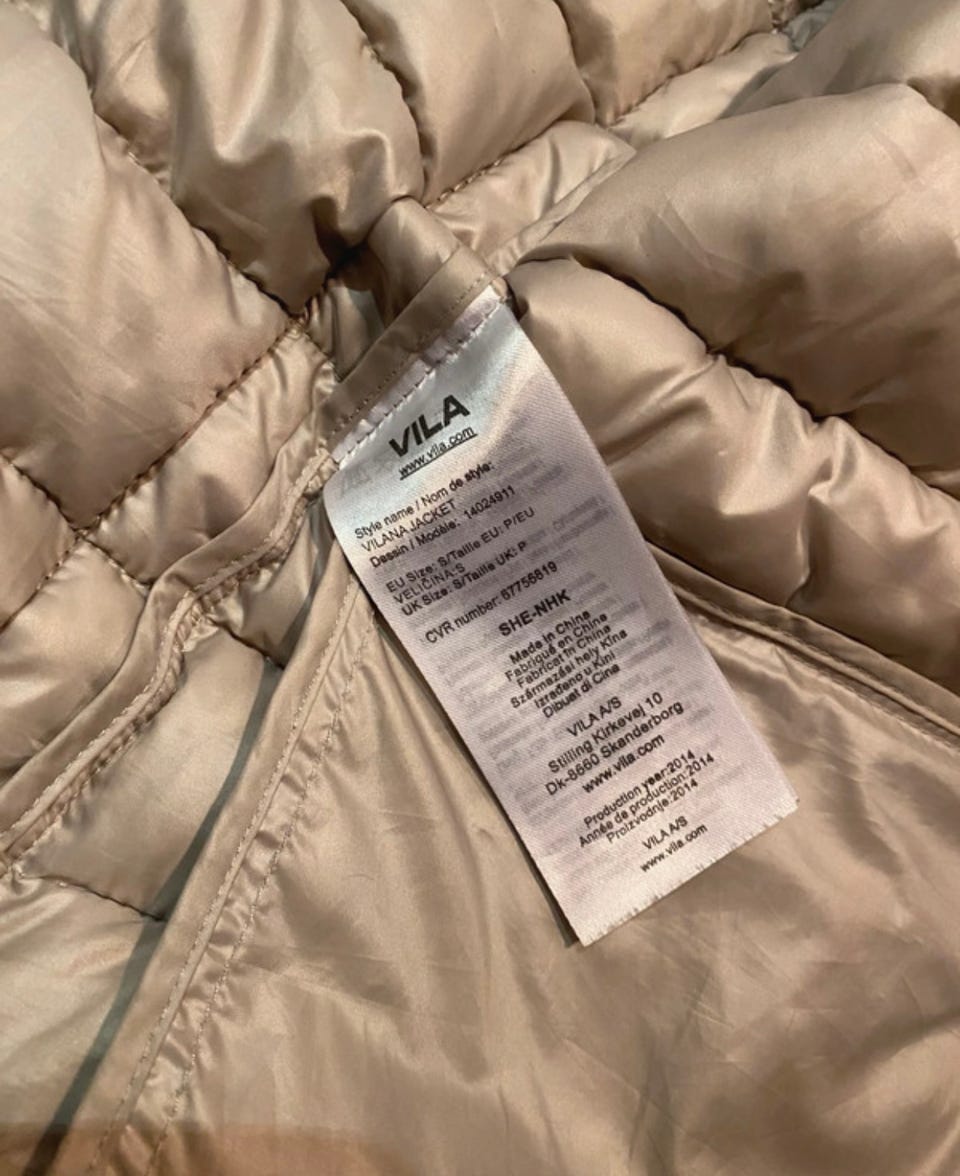 VILA
www.vila.com
Style name / Nom de style:
VILANA JACKET
Dessin / Modèle: 14024911
EU Size: S/Taille EU: P/EU
VELIČINA:S
UK Size: S/Taille UK: P
CVR number: 67756619
SHE-NHK
Made in China
Fabriqué en China
Fabricat în China
Származási hely Kína
Izrađeno u Kini
Dibuat di Cine
VILA A/S
Stilling Kirkevej 10
Dk-8660 Skanderborg
www.vila.com
Production year:2014
Année de production:2014
Proizvodnje:2014
VILA A/S
www.vila.com